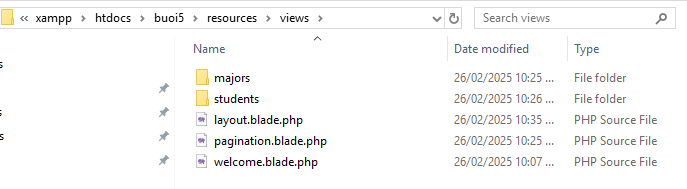 « xampp › htdocs › buoi5 › resources › views › Search views
Name Date modified Type
majors 26/02/2025 10:25 ... File folder
students 26/02/2025 10:26 ... File folder
layout.blade.php 26/02/2025 10:35 ... PHP Source File
pagination.blade.php 26/02/2025 10:25 ... PHP Source File
welcome.blade.php 26/02/2025 10:07 ... PHP Source File
s
s
s